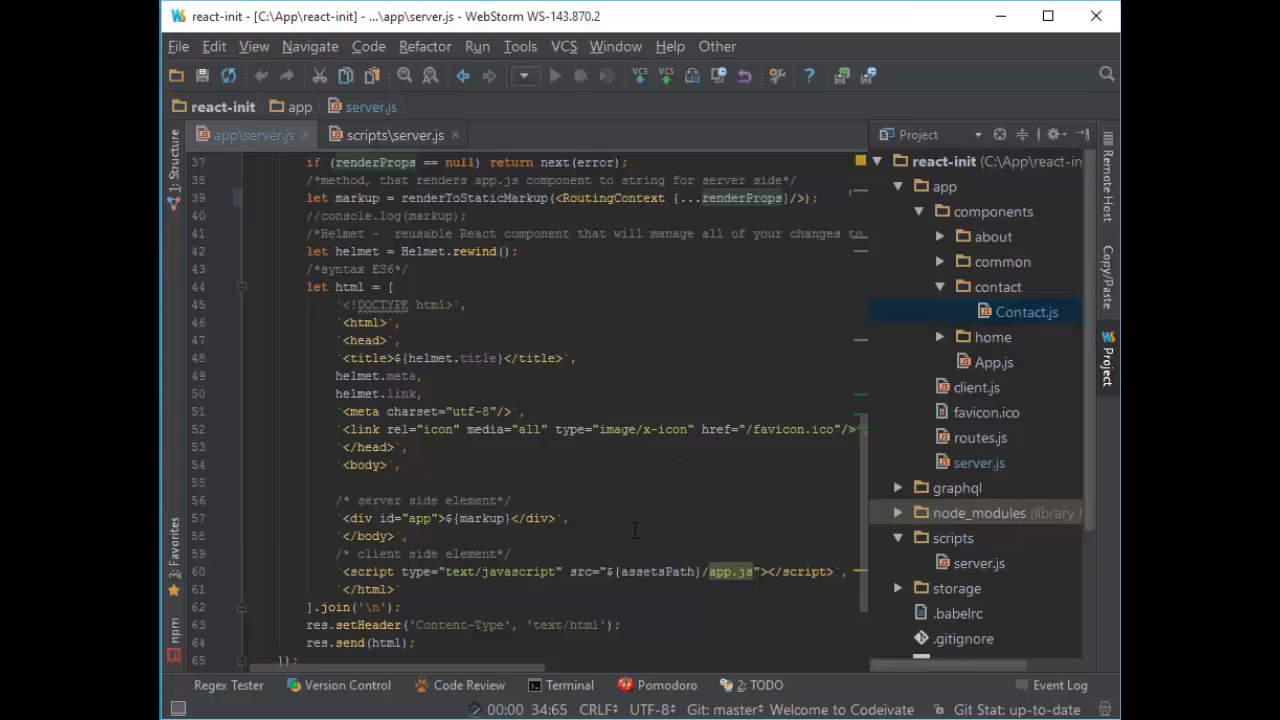 react-init - [C:\App\react-init] - ...\app\server.js - WebStorm WS-143.870.2
File Edit View Navigate Code Refactor Run Tools VCS Window Help Other
VCS VCS ?
react-init app server.js
app\server.js scripts\server.js
37 if (renderProps == null) return next(error);
38 /*method, that renders app.js component to string for server side*/
39 let markup = renderToStaticMarkup(<RoutingContext {...renderProps}/>);
40 //console.log(markup);
41 /*Helmet - reusable React component that will manage all of your changes to
42 let helmet = Helmet.rewind();
43 /*syntax ES6*/
44 let html = [
45 `<!DOCTYPE html>`,
46 `<html>`,
47 `<head>`,
48 `<title>${helmet.title}</title>`,
49 helmet.meta,
50 helmet.link,
51 `<meta charset="utf-8"/>`,
52 `<link rel="icon" media="all" type="image/x-icon" href="/favicon.ico"/>`,
53 `</head>`,
54 `<body>`,
55
56 /* server side element*/
57 `<div id="app">${markup}</div>`,
58 `</body>`,
59 /* client side element*/
60 `<script type="text/javascript" src="${assetsPath}/app.js"></script>`,
61 `</html>`
62 ].join('\n');
63 res.setHeader('Content-Type', 'text/html');
64 res.send(html);
65 });
Project
react-init (C:\App\react-in
app
components
about
common
contact
Contact.js
home
App.js
client.js
favicon.ico
routes.js
server.js
graphql
node_modules (library h
scripts
server.js
storage
.babelrc
.gitignore
1: Structure
3: Favorites
npm
Remote Host
Copy/Paste
Project
Regex Tester Version Control Code Review Terminal Pomodoro 2: TODO Event Log
00:00 34:65 CRLF UTF-8 Git: master Welcome to Codeivate Git Stat: up-to-date